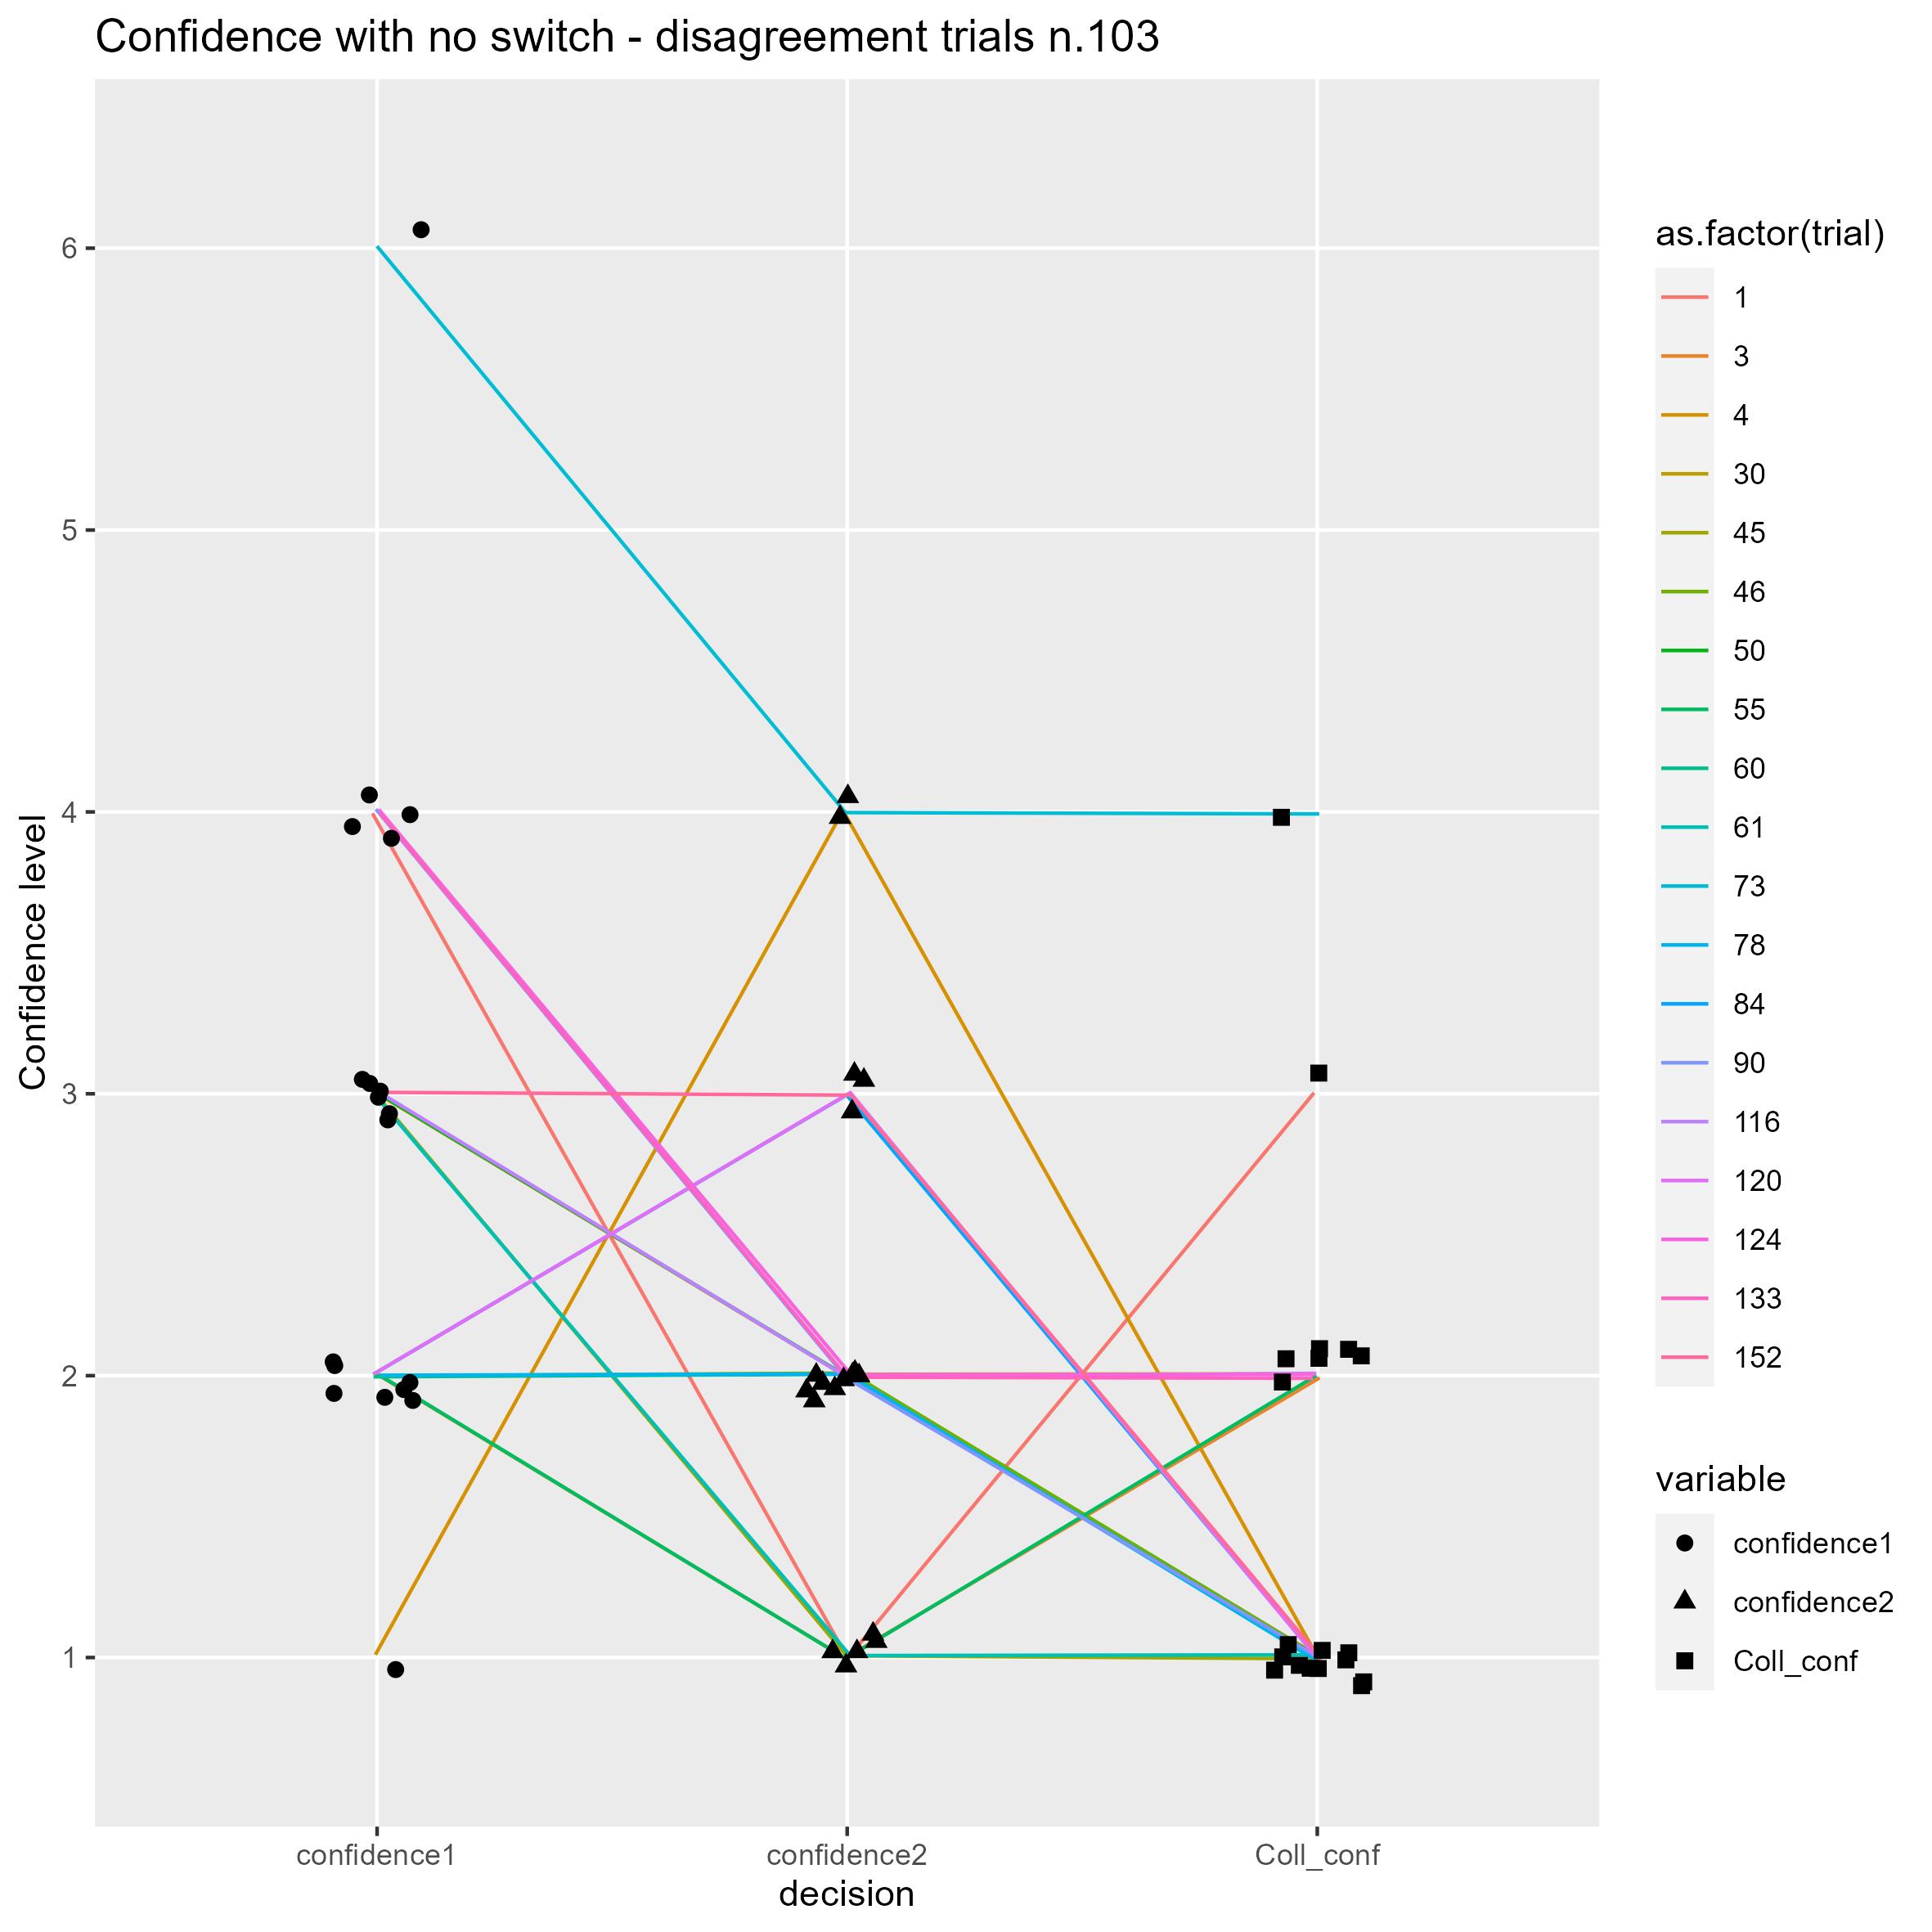 Confidence with no switch - disagreement trials n.103
6
5
4
3
2
1
Confidence level
confidence1
confidence2
Coll_conf
decision
as.factor(trial)
1
3
4
30
45
46
50
55
60
61
73
78
84
90
116
120
124
133
152
variable
confidence1
confidence2
Coll_conf